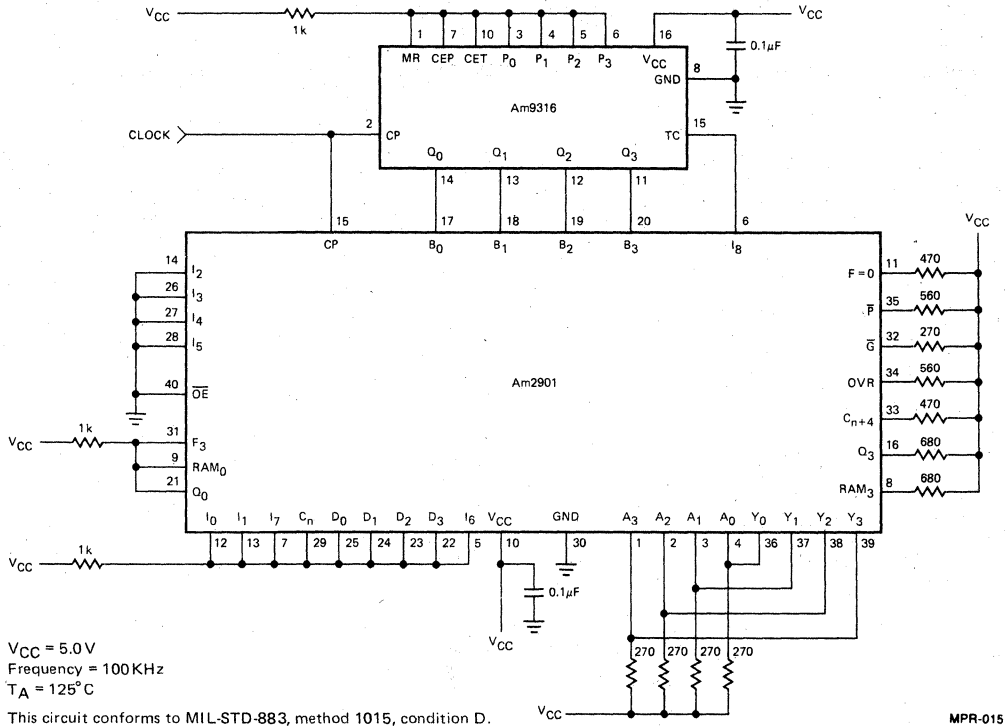 VCC 1k VCC
1 7 10 3 4 5 6 16 0.1µF
MR CEP CET P0 P1 P2 P3 VCC
GND 8
Am9316
CLOCK 2 CP TC 15
Q0 Q1 Q2 Q3
14 13 12 11
15 17 18 19 20 6
CP B0 B1 B2 B3 I8
VCC
14 I2 F=0 11 470
26 I3 P̅ 35 560
27 I4
28 I5 G̅ 32 270
Am2901
40 O̅E̅ OVR 34 560
Cn+4 33 470
VCC 1k 31 F3 Q3 16 680
9 RAM0
21 Q0 RAM3 8 680
I0 I1 I7 Cn D0 D1 D2 D3 I6 VCC GND A3 A2 A1 A0 Y0 Y1 Y2 Y3
12 13 7 29 25 24 23 22 5 10 30 1 2 3 4 36 37 38 39
VCC 1k
0.1µF
VCC
270 270 270 270
VCC
VCC = 5.0 V
Frequency = 100 KHz
TA = 125°C
This circuit conforms to MIL-STD-883, method 1015, condition D.
MPR-015